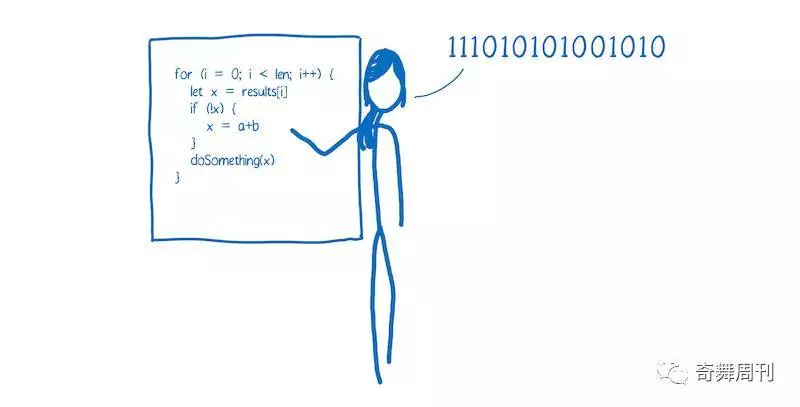 for (i = 0; i < len; i++) {
let x = results[i]
if (!x) {
x = a+b
}
doSomething(x)
}
111010101001010
奇舞周刊